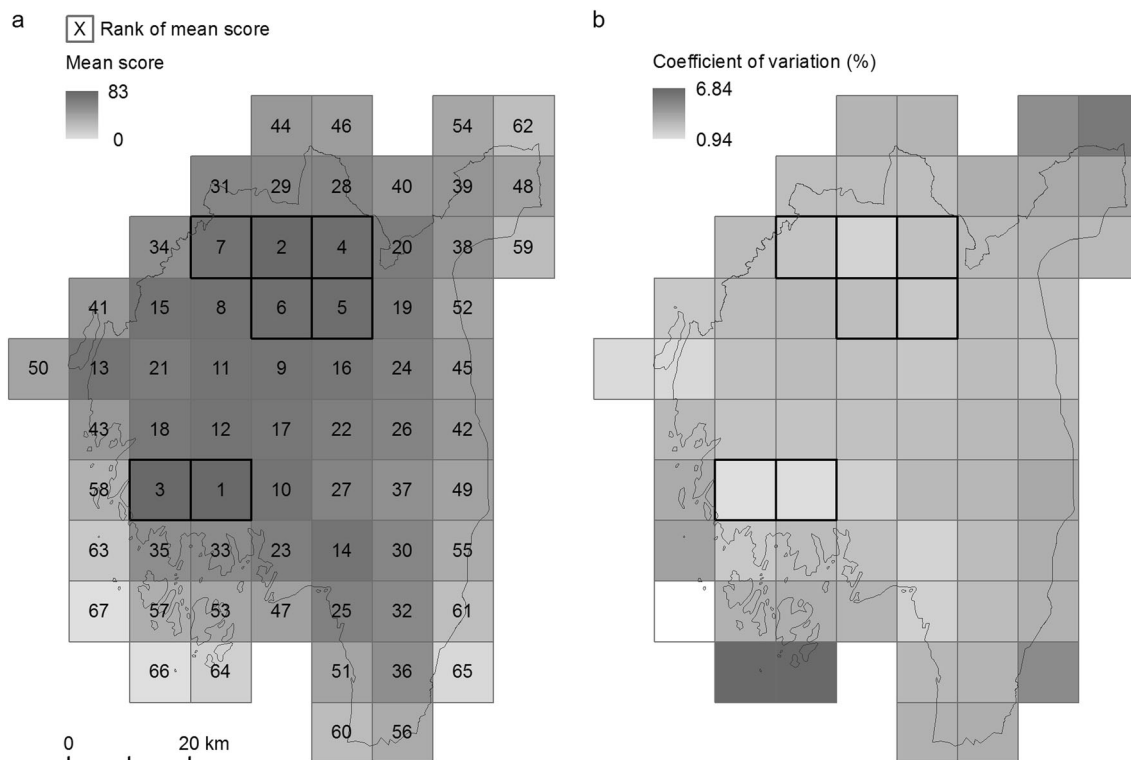 a
X Rank of mean score
Mean score
83
0
44 46 54 62
31 29 28 40 39 48
34 7 2 4 20 38 59
41 15 8 6 5 19 52
50 13 21 11 9 16 24 45
43 18 12 17 22 26 42
58 3 1 10 27 37 49
63 35 33 23 14 30 55
67 57 53 47 25 32 61
66 64 51 36 65
60 56
0 20 km
b
Coefficient of variation (%)
6.84
0.94